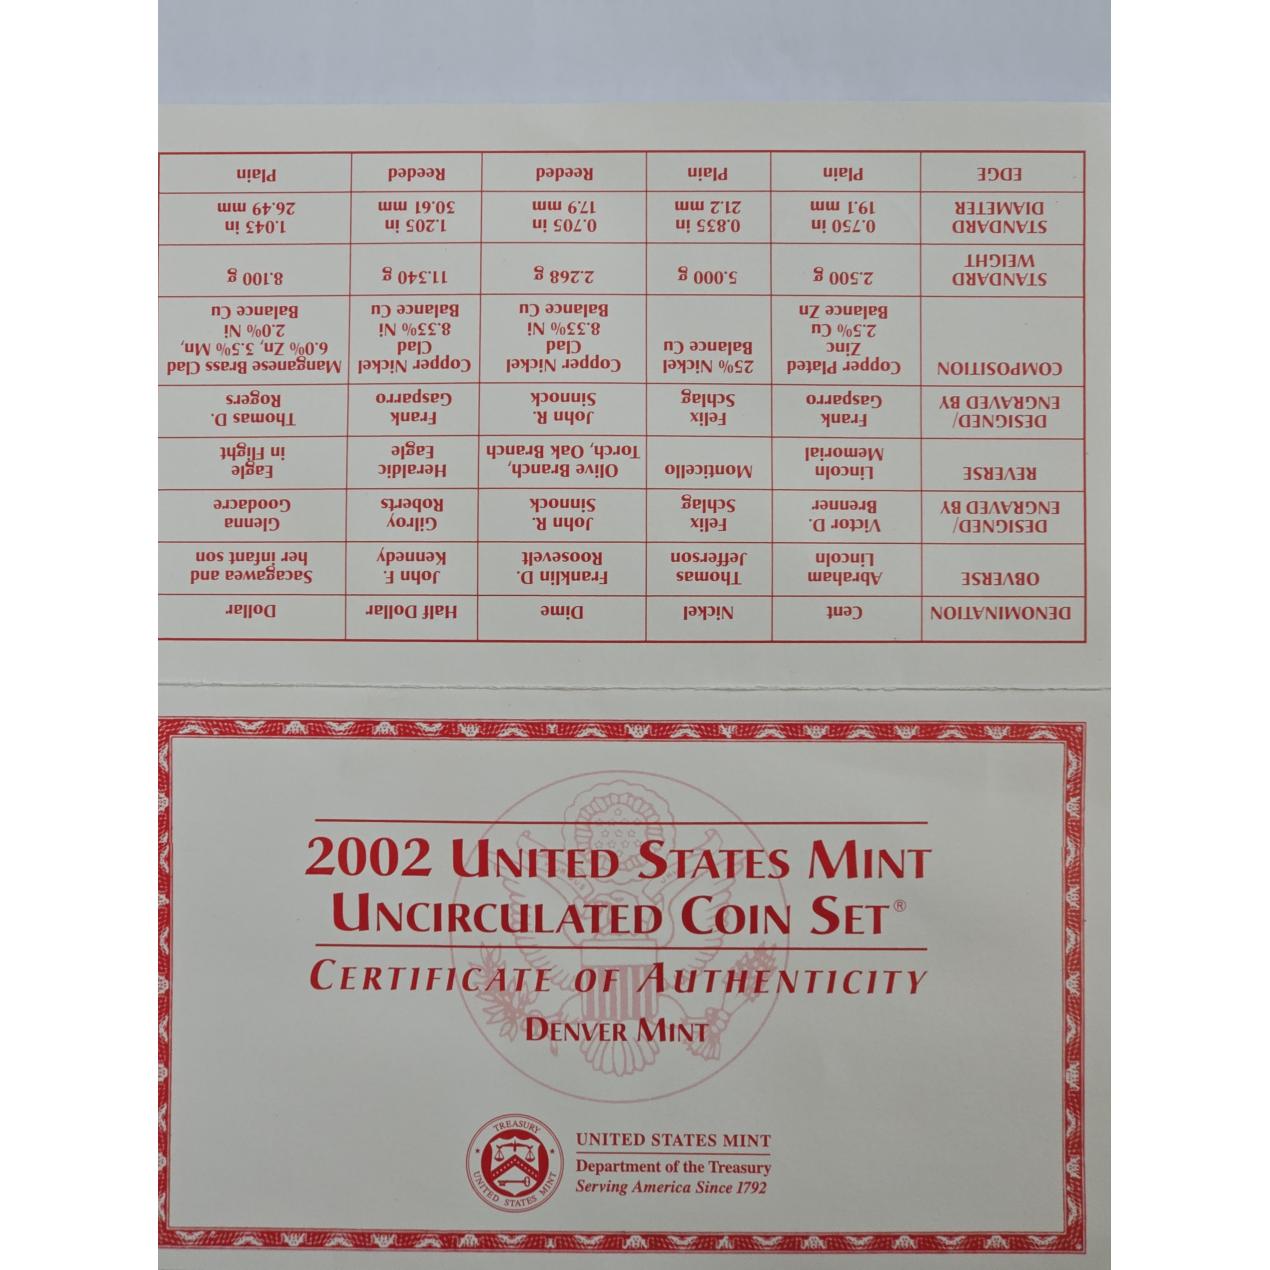 DENOMINATION Cent Nickel Dime Half Dollar Dollar
OBVERSE Abraham Lincoln Thomas Jefferson Franklin D. Roosevelt John F. Kennedy Sacagawea and her infant son
DESIGNED/ ENGRAVED BY Victor D. Brenner Felix Schlag John R. Sinnock Gilroy Roberts Glenna Goodacre
REVERSE Lincoln Memorial Monticello Olive Branch, Torch, Oak Branch Heraldic Eagle Eagle in Flight
DESIGNED/ ENGRAVED BY Frank Gasparro Felix Schlag John R. Sinnock Frank Gasparro Thomas D. Rogers
COMPOSITION Copper Plated Zinc 2.5% Cu Balance Zn 25% Nickel Balance Cu Copper Nickel Clad 8.33% Ni Balance Cu Copper Nickel Clad 8.33% Ni Balance Cu Manganese Brass Clad 6.0% Zn, 3.5% Mn, 2.0% Ni Balance Cu
STANDARD WEIGHT 2.500 g 5.000 g 2.268 g 11.340 g 8.100 g
STANDARD DIAMETER 0.750 in 19.1 mm 0.835 in 21.2 mm 0.705 in 17.9 mm 1.205 in 30.61 mm 1.043 in 26.49 mm
EDGE Plain Plain Reeded Reeded Plain
2002 UNITED STATES MINT
UNCIRCULATED COIN SET®
CERTIFICATE OF AUTHENTICITY
DENVER MINT
TREASURY
UNITED STATES MINT
UNITED STATES MINT
Department of the Treasury
Serving America Since 1792